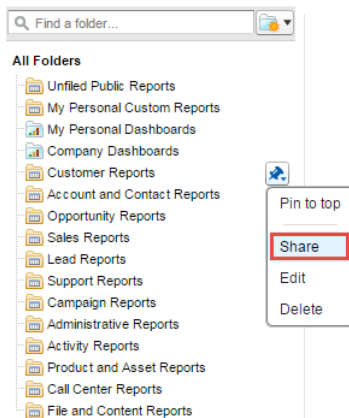 Find a folder...
All Folders
Unfiled Public Reports
My Personal Custom Reports
My Personal Dashboards
Company Dashboards
Customer Reports
Account and Contact Reports
Opportunity Reports
Sales Reports
Lead Reports
Support Reports
Campaign Reports
Administrative Reports
Activity Reports
Product and Asset Reports
Call Center Reports
File and Content Reports
Pin to top
Share
Edit
Delete